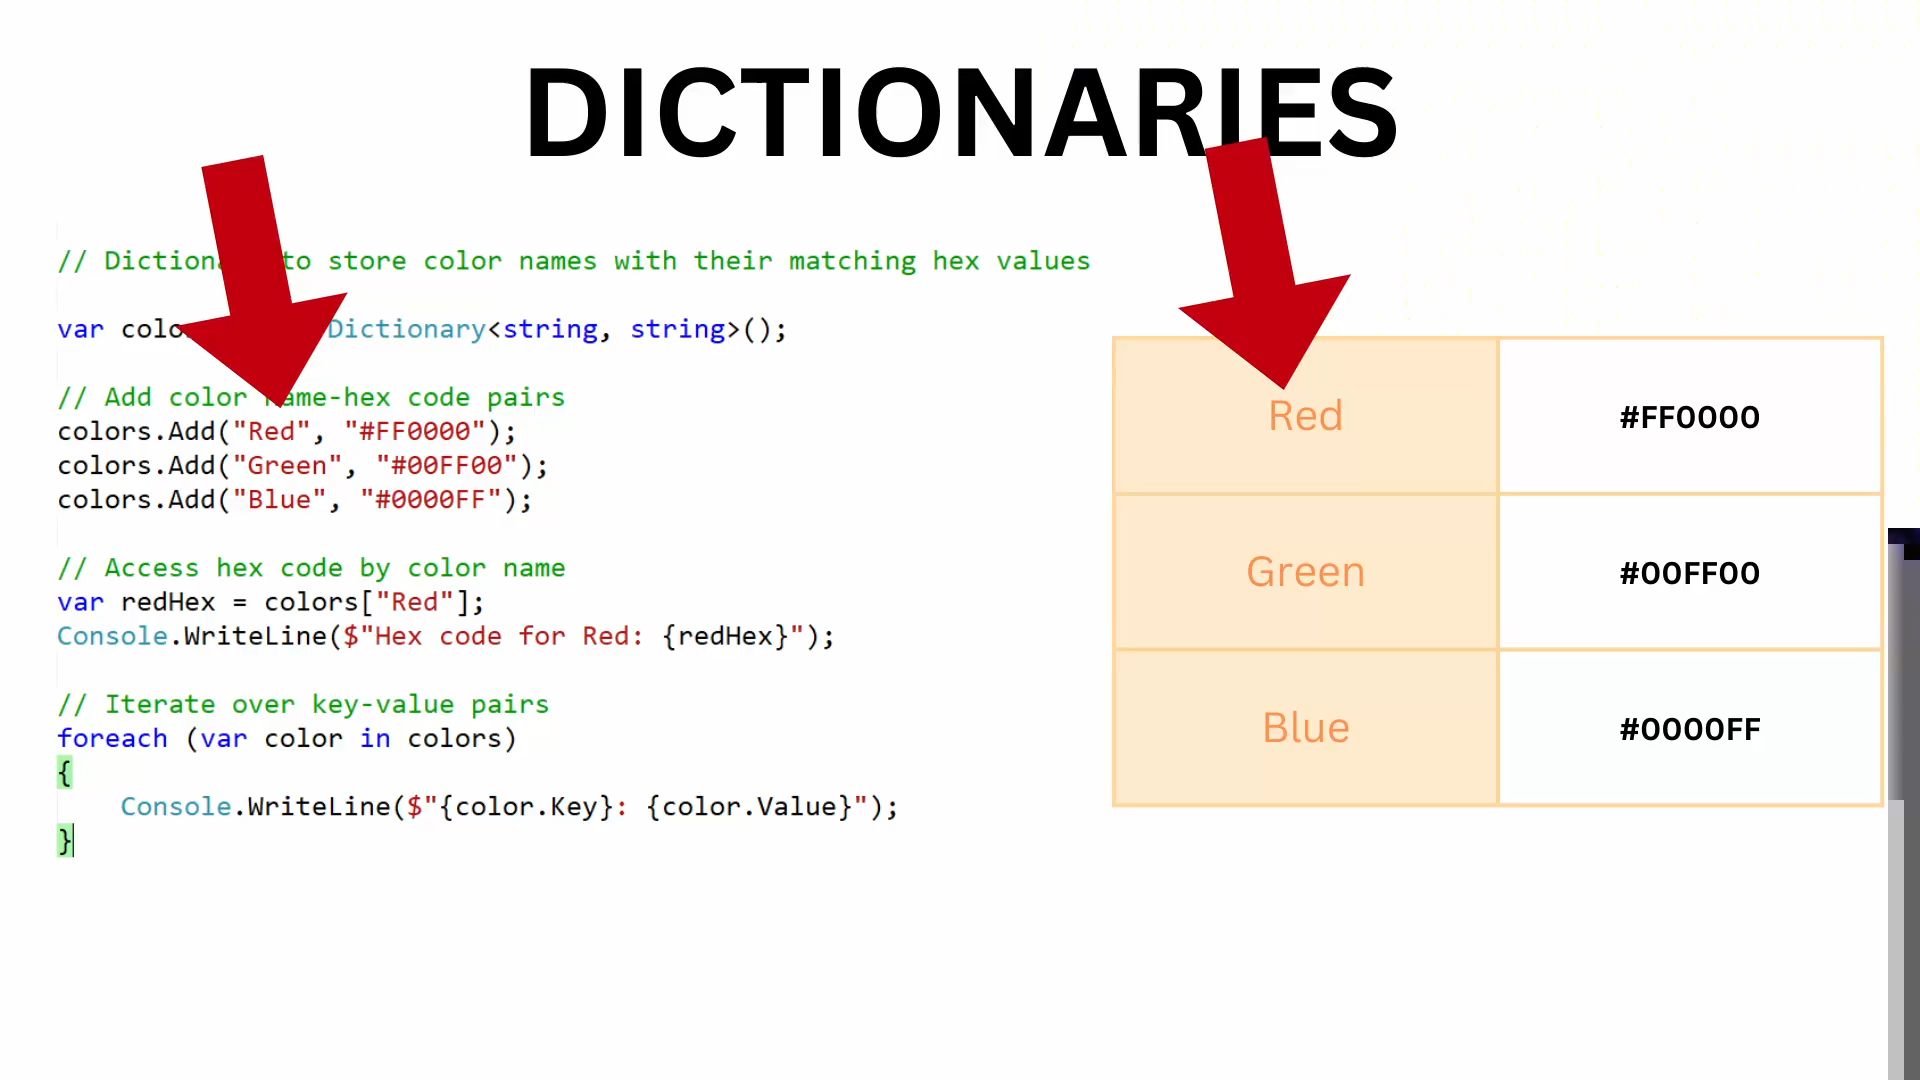 DICTIONARIES
// Dictiona to store color names with their matching hex values
var colo Dictionary<string, string>();
// Add color ame-hex code pairs
colors.Add("Red", "#FF0000");
colors.Add("Green", "#00FF00");
colors.Add("Blue", "#0000FF");
// Access hex code by color name
var redHex = colors["Red"];
Console.WriteLine($"Hex code for Red: {redHex}");
// Iterate over key-value pairs
foreach (var color in colors)
{
Console.WriteLine($"{color.Key}: {color.Value}");
}
Red #FF0000
Green #00FF00
Blue #0000FF